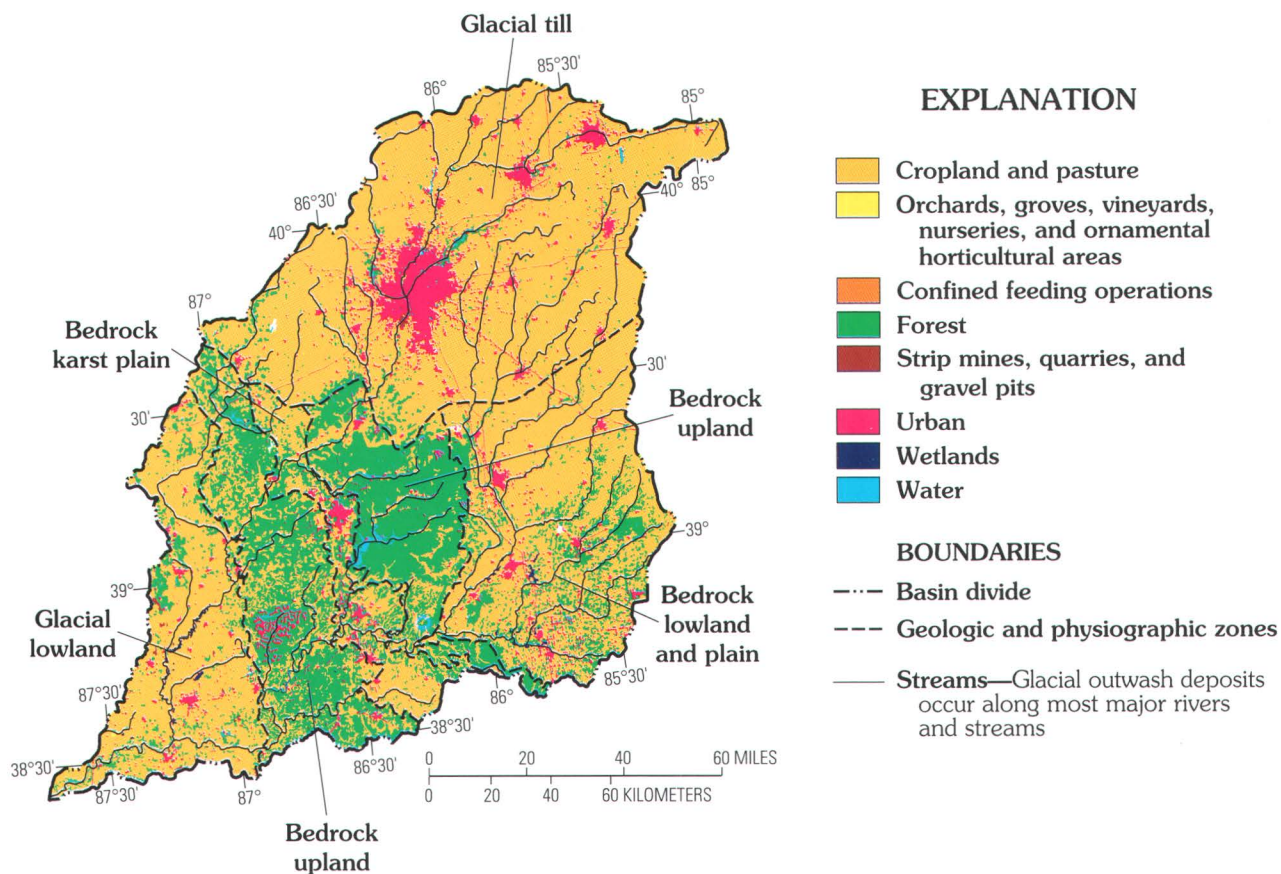 Glacial till
85°30'
86°
85°
85°
40°
86°30'
40°
87°
Bedrock
karst plain
30'
30'
Bedrock
upland
39°
39°
Glacial
lowland
Bedrock
lowland
and plain
87°30'
85°30'
86°
38°30'
38°30'
86°30'
87°30'
87°
Bedrock
upland
0 20 40 60 MILES
0 20 40 60 KILOMETERS
EXPLANATION
Cropland and pasture
Orchards, groves, vineyards,
nurseries, and ornamental
horticultural areas
Confined feeding operations
Forest
Strip mines, quarries, and
gravel pits
Urban
Wetlands
Water
BOUNDARIES
Basin divide
Geologic and physiographic zones
Streams—Glacial outwash deposits
occur along most major rivers
and streams